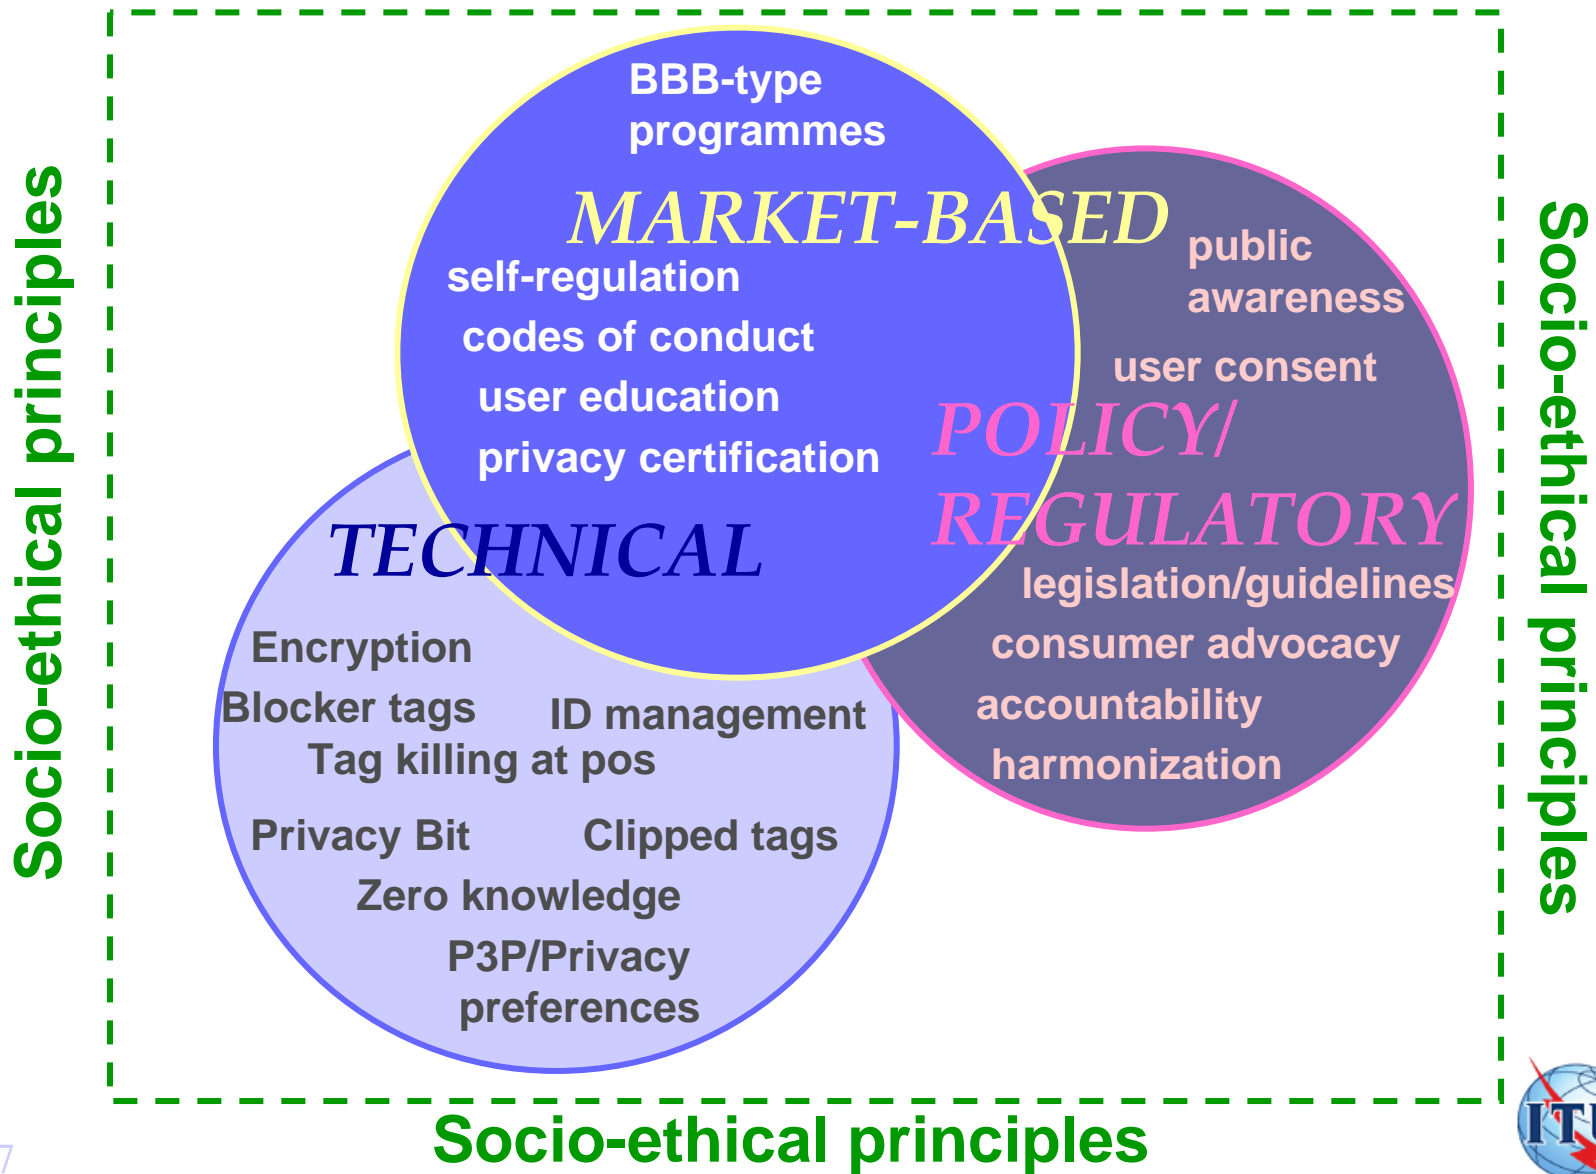 Socio-ethical principles
BBB-type
programmes
MARKET-BASED
self-regulation
codes of conduct
user education
privacy certification
public
awareness
user consent
POLICY/
REGULATORY
legislation/guidelines
consumer advocacy
accountability
harmonization
TECHNICAL
Encryption
Blocker tags
ID management
Tag killing at pos
Privacy Bit
Clipped tags
Zero knowledge
P3P/Privacy
preferences
Socio-ethical principles
Socio-ethical principles
ITU
7